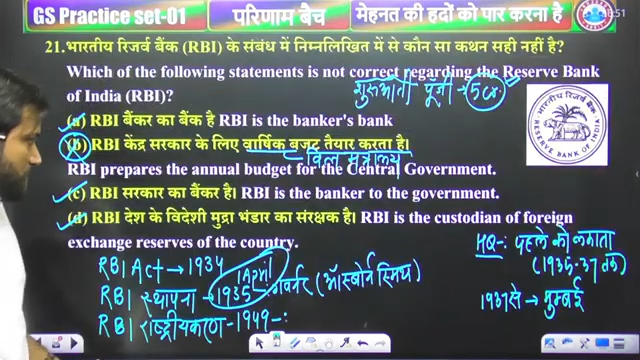 GS Practice set-01
परिणाम बैच
मेहनत की हदों को पार करना है
21. भारतीय रिजर्व बैंक (RBI) के संबंध में निम्नलिखित में से कौन सा कथन सही नहीं है?
Which of the following statements is not correct regarding the Reserve Bank
of India (RBI)?
शुरुआती पूंजी - 5 cr
(a) RBI बैंकर का बैंक है RBI is the banker's bank
(b) RBI केंद्र सरकार के लिए वार्षिक बजट तैयार करता है।
वित्त मंत्रालय
RBI prepares the annual budget for the Central Government.
(c) RBI सरकार का बैंकर है। RBI is the banker to the government.
(d) RBI देश के विदेशी मुद्रा भंडार का संरक्षक है। RBI is the custodian of foreign
exchange reserves of the country.
भारतीय रिज़र्व बैंक
RESERVE BANK OF INDIA
RBI Act → 1934
RBI स्थापना - 1935 1 April गवर्नर (ऑस्बोर्न स्मिथ)
RBI राष्ट्रीयकरण - 1949 -:
HQ -: पहले कोलकाता
(1935-37 तक)
1937 से → मुम्बई